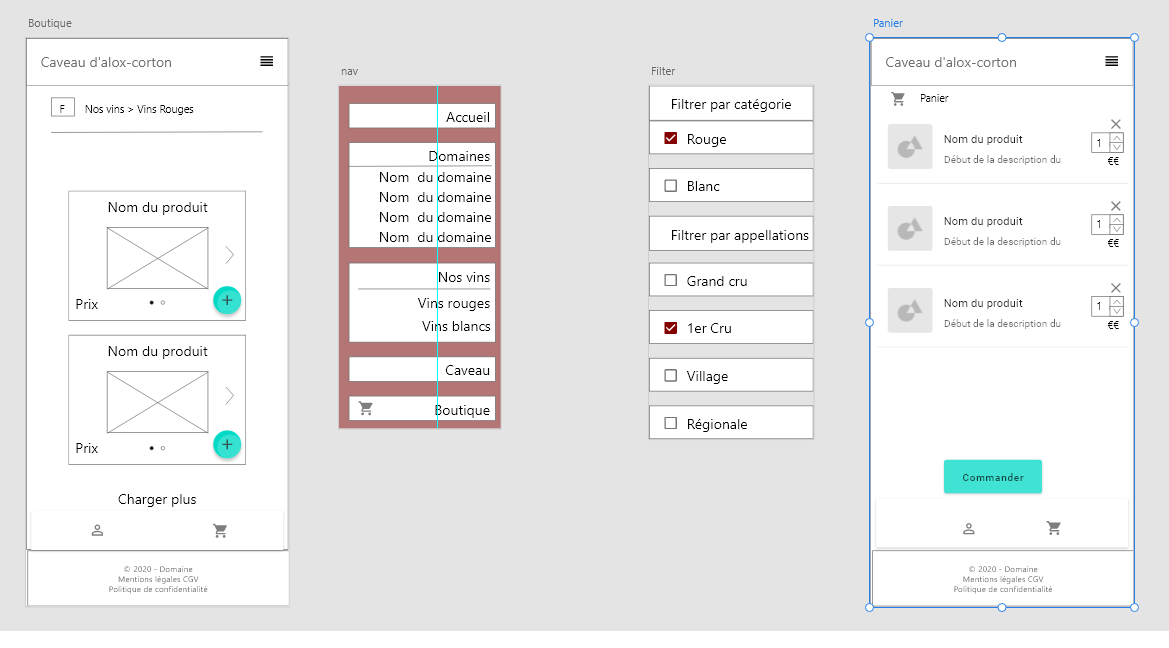 Boutique
Caveau d'alox-corton
F
Nos vins > Vins Rouges
Nom du produit
Prix
+
Nom du produit
Prix
+
Charger plus
© 2020 - Domaine
Mentions légales CGV
Politique de confidentialité
nav
Accueil
Domaines
Nom du domaine
Nom du domaine
Nom du domaine
Nom du domaine
Nos vins
Vins rouges
Vins blancs
Caveau
Boutique
Filter
Filtrer par catégorie
Rouge
Blanc
Filtrer par appellations
Grand cru
1er Cru
Village
Régionale
Panier
Caveau d'alox-corton
Panier
Nom du produit
Début de la description du
1
€€
Nom du produit
Début de la description du
1
€€
Nom du produit
Début de la description du
1
€€
Commander
© 2020 - Domaine
Mentions légales CGV
Politique de confidentialité